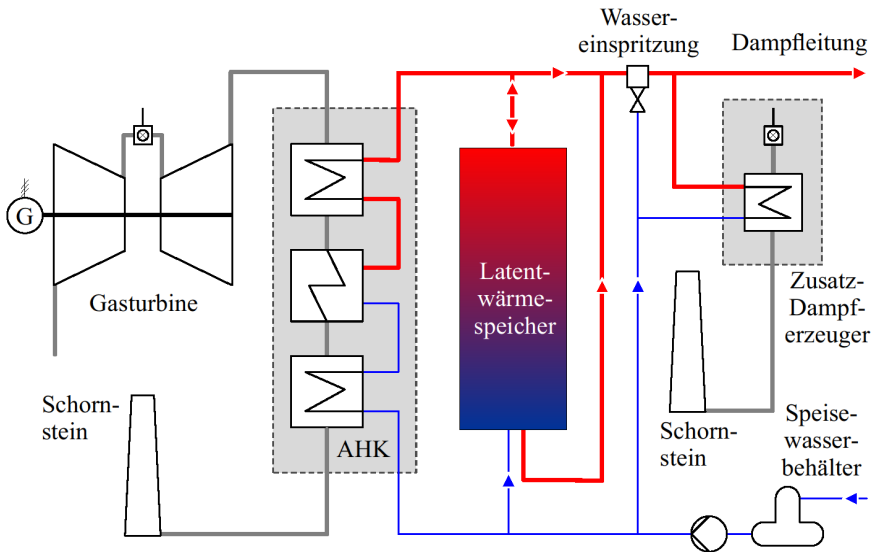 Wasser-
einspritzung
Dampfleitung
G
Gasturbine
Latent-
wärme-
speicher
Zusatz-
Dampf-
erzeuger
Schorn-
stein
AHK
Schorn-
stein
Speise-
wasser-
behälter